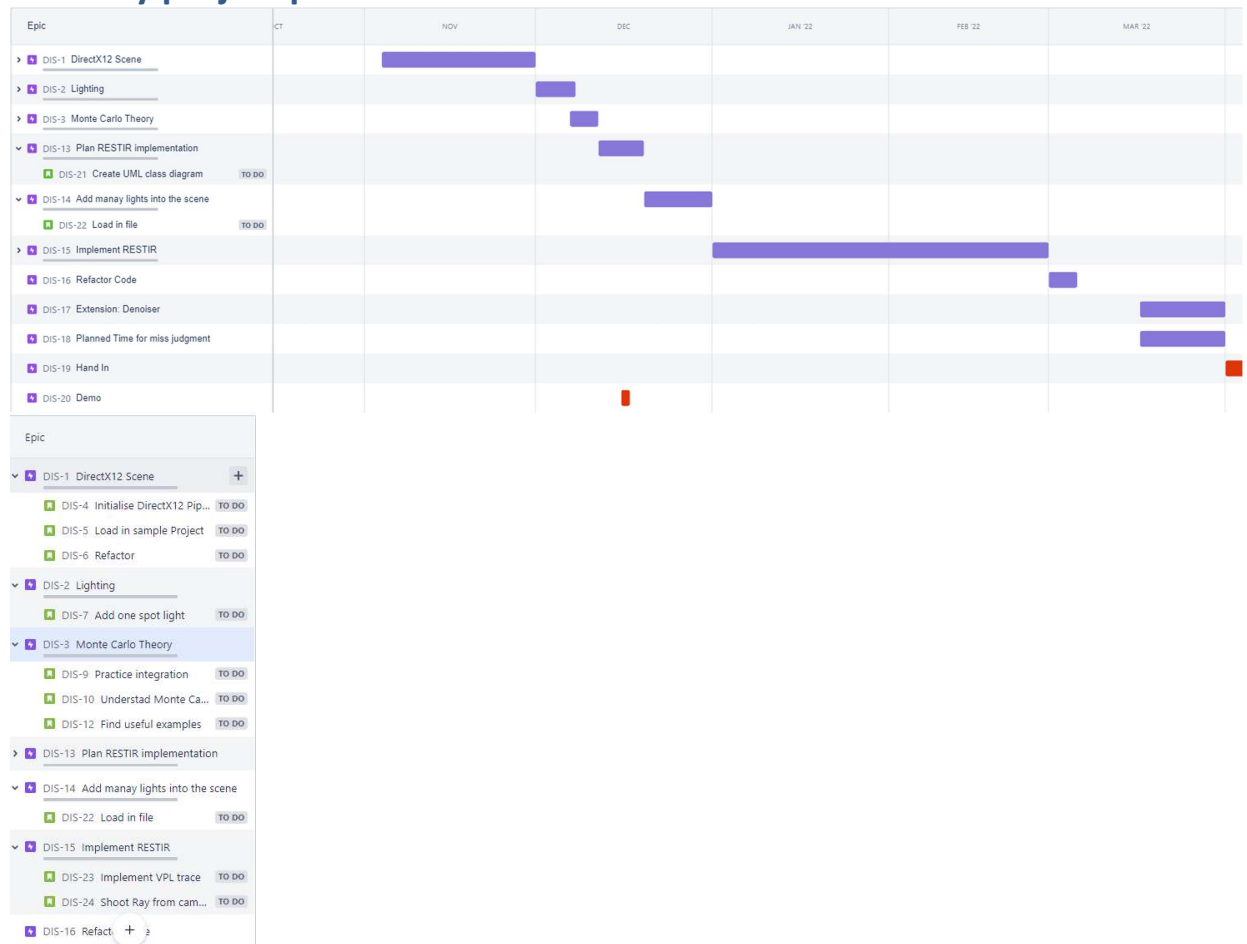 Epic CT NOV DEC JAN '22 FEB '22 MAR '22
DIS-1 DirectX12 Scene
DIS-2 Lighting
DIS-3 Monte Carlo Theory
DIS-13 Plan RESTIR implementation
DIS-21 Create UML class diagram TO DO
DIS-14 Add manay lights into the scene
DIS-22 Load in file TO DO
DIS-15 Implement RESTIR
DIS-16 Refactor Code
DIS-17 Extension: Denoiser
DIS-18 Planned Time for miss judgment
DIS-19 Hand In
DIS-20 Demo
Epic
DIS-1 DirectX12 Scene +
DIS-4 Initialise DirectX12 Pip... TO DO
DIS-5 Load in sample Project TO DO
DIS-6 Refactor TO DO
DIS-2 Lighting
DIS-7 Add one spot light TO DO
DIS-3 Monte Carlo Theory
DIS-9 Practice integration TO DO
DIS-10 Understad Monte Ca... TO DO
DIS-12 Find useful examples TO DO
DIS-13 Plan RESTIR implementation
DIS-14 Add manay lights into the scene
DIS-22 Load in file TO DO
DIS-15 Implement RESTIR
DIS-23 Implement VPL trace TO DO
DIS-24 Shoot Ray from cam... TO DO
DIS-16 Refact + e